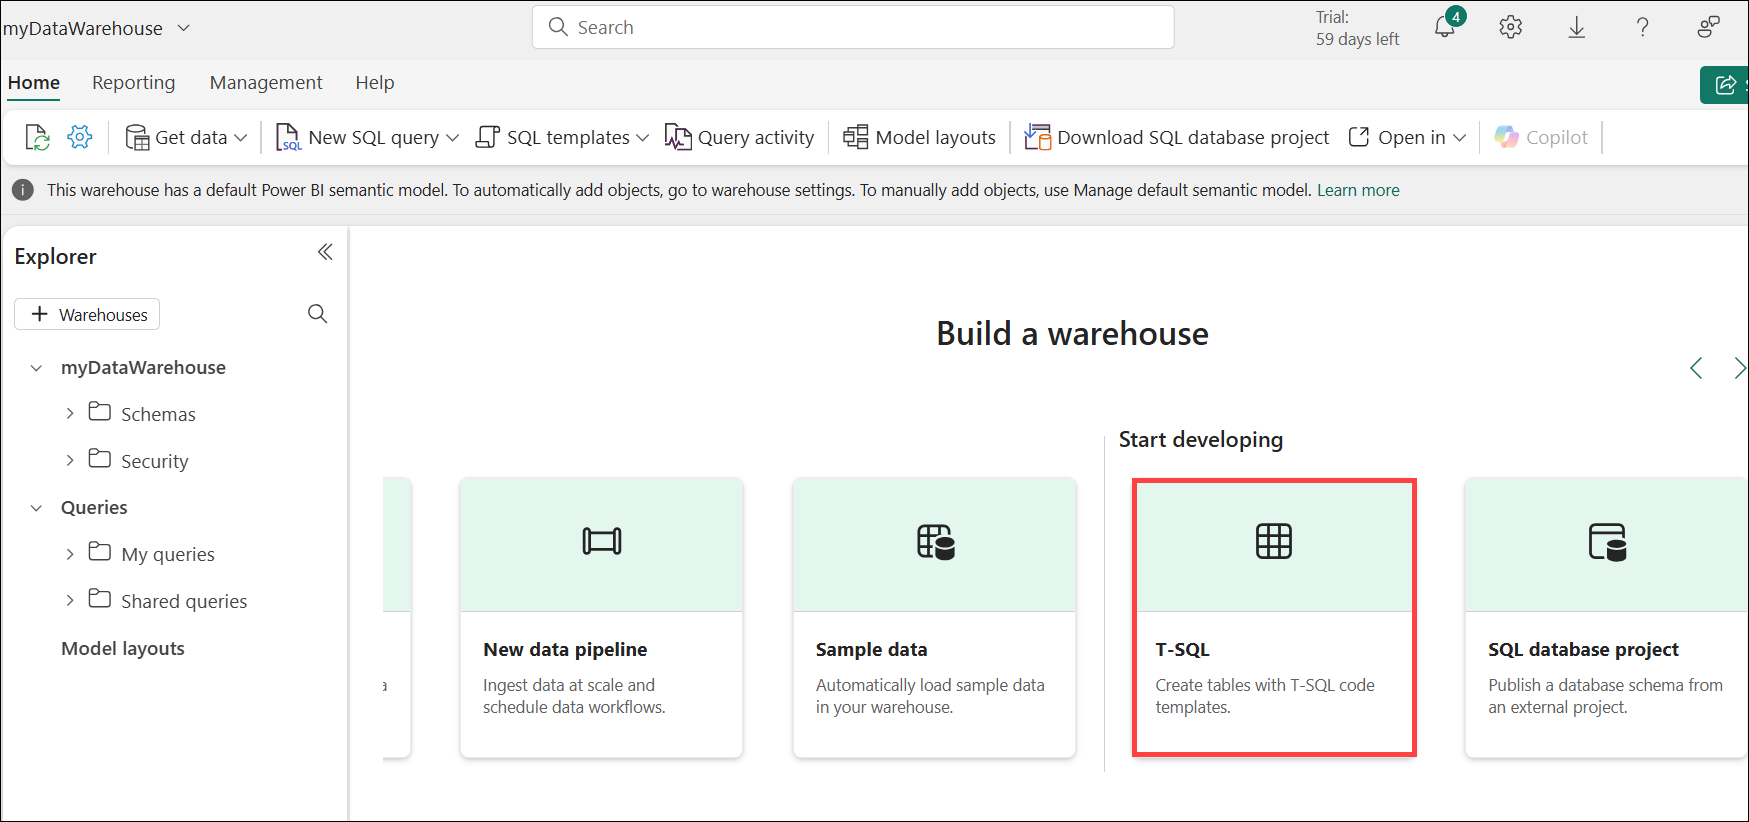 myDataWarehouse
Search
Trial:
59 days left
4
Home Reporting Management Help
Get data New SQL query SQL templates Query activity Model layouts Download SQL database project Open in Copilot
This warehouse has a default Power BI semantic model. To automatically add objects, go to warehouse settings. To manually add objects, use Manage default semantic model. Learn more
Explorer
+ Warehouses
myDataWarehouse
Schemas
Security
Queries
My queries
Shared queries
Model layouts
Build a warehouse
Start developing
a
New data pipeline
Ingest data at scale and
schedule data workflows.
Sample data
Automatically load sample data
in your warehouse.
T-SQL
Create tables with T-SQL code
templates.
SQL database project
Publish a database schema from
an external project.